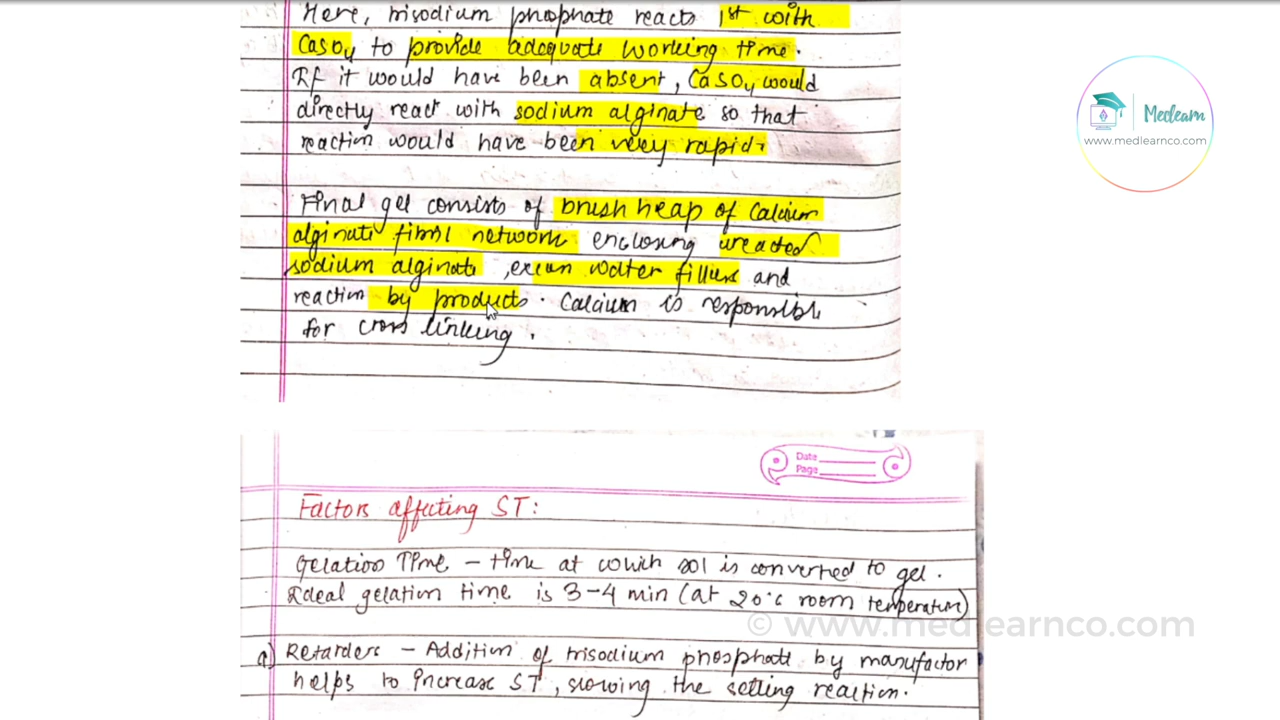 Here, trisodium phosphate reacts 1st with
CaSO4 to provide adequate working time.
If it would have been absent, CaSO4 would
directly react with sodium alginate so that
reaction would have been very rapid.
Final gel consists of brush heap of calcium
alginate fibril network enclosing
sodium alginate, water fillers and
reaction by products. Calcium is responsible
for cross linking.
Medlearn
www.medlearnco.com
Date
Page
Factors affecting ST:
Gelation Time - time at which sol is converted to gel.
Ideal gelation time is 3-4 min (at 20°c room temperature)
© www.medlearnco.com
a) Retarders - Addition of trisodium phosphate by manufactor
helps to increase ST, slowing the setting reaction.